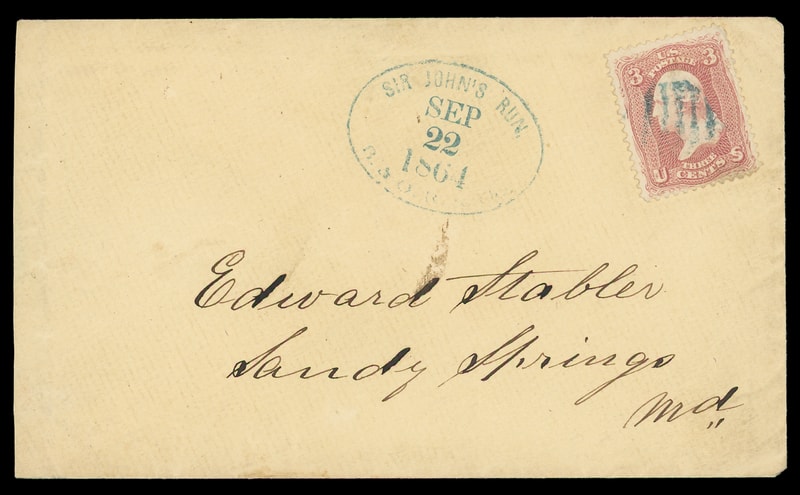 SIR JOHN'S RUN,
SEP
22
1864
B. & O. R.
U.S.
POSTAGE
3 3
U S
THREE
CENTS
Edward Stabler
Sandy Springs
Md